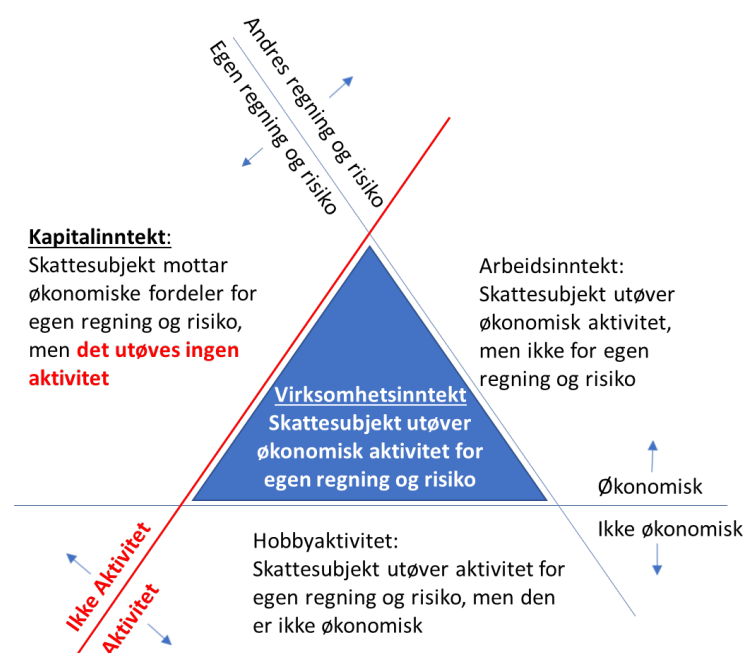 Andres regning og risiko
Egen regning og risiko
Kapitalinntekt:
Skattesubjekt mottar
økonomiske fordeler for
egen regning og risiko,
men det utøves ingen
aktivitet
Arbeidsinntekt:
Skattesubjekt utøver
økonomisk aktivitet,
men ikke for egen
regning og risiko
Virksomhetsinntekt
Skattesubjekt utøver
økonomisk aktivitet for
egen regning og risiko
Økonomisk
Ikke økonomisk
Hobbyaktivitet:
Skattesubjekt utøver aktivitet for
egen regning og risiko, men den
er ikke økonomisk
Ikke Aktivitet
Aktivitet